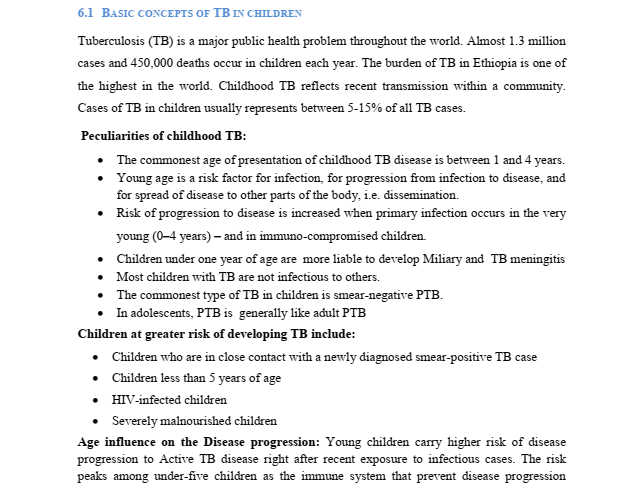 6.1 BASIC CONCEPTS OF TB IN CHILDREN
Tuberculosis (TB) is a major public health problem throughout the world. Almost 1.3 million
cases and 450,000 deaths occur in children each year. The burden of TB in Ethiopia is one of
the highest in the world. Childhood TB reflects recent transmission within a community.
Cases of TB in children usually represents between 5-15% of all TB cases.
Peculiarities of childhood TB:
• The commonest age of presentation of childhood TB disease is between 1 and 4 years.
• Young age is a risk factor for infection, for progression from infection to disease, and
for spread of disease to other parts of the body, i.e. dissemination.
• Risk of progression to disease is increased when primary infection occurs in the very
young (0–4 years) – and in immuno-compromised children.
• Children under one year of age are more liable to develop Miliary and TB meningitis
• Most children with TB are not infectious to others.
• The commonest type of TB in children is smear-negative PTB.
• In adolescents, PTB is generally like adult PTB
Children at greater risk of developing TB include:
• Children who are in close contact with a newly diagnosed smear-positive TB case
• Children less than 5 years of age
• HIV-infected children
• Severely malnourished children
Age influence on the Disease progression: Young children carry higher risk of disease
progression to Active TB disease right after recent exposure to infectious cases. The risk
peaks among under-five children as the immune system that prevent disease progression